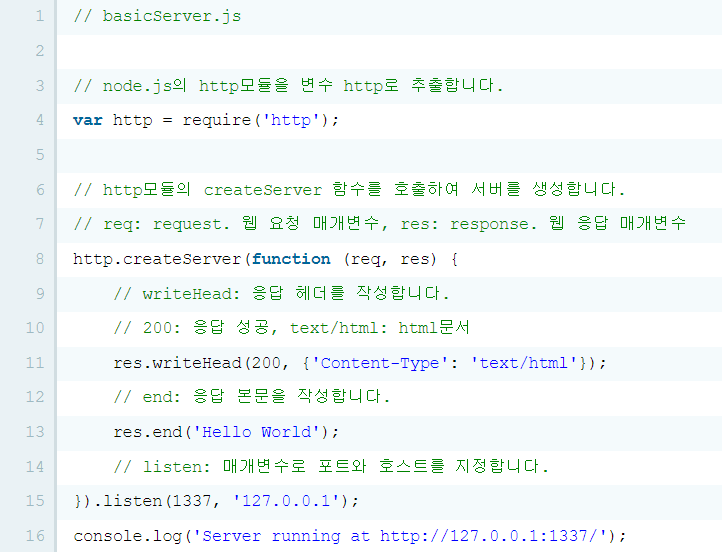 1 // basicServer.js
2
3 // node.js의 http모듈을 변수 http로 추출합니다.
4 var http = require('http');
5
6 // http모듈의 createServer 함수를 호출하여 서버를 생성합니다.
7 // req: request. 웹 요청 매개변수, res: response. 웹 응답 매개변수
8 http.createServer(function (req, res) {
9     // writeHead: 응답 헤더를 작성합니다.
10     // 200: 응답 성공, text/html: html문서
11     res.writeHead(200, {'Content-Type': 'text/html'});
12     // end: 응답 본문을 작성합니다.
13     res.end('Hello World');
14     // listen: 매개변수로 포트와 호스트를 지정합니다.
15 }).listen(1337, '127.0.0.1');
16 console.log('Server running at http://127.0.0.1:1337/');